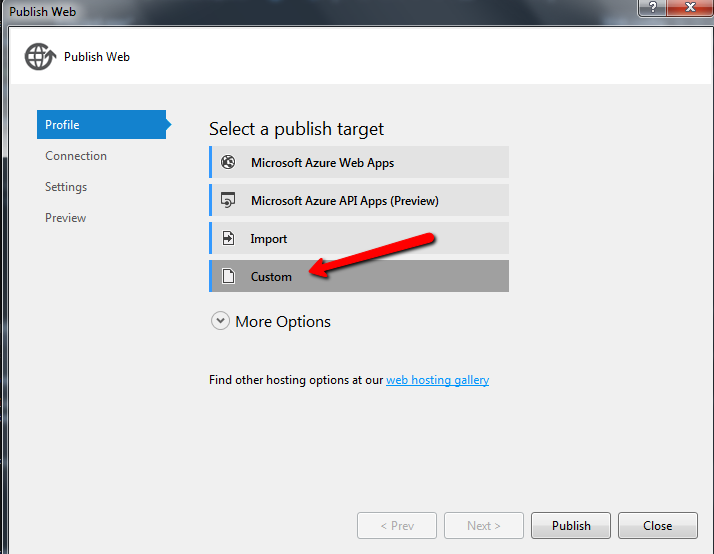 Publish Web
?
Publish Web
Profile
Connection
Settings
Preview
Select a publish target
Microsoft Azure Web Apps
Microsoft Azure API Apps (Preview)
Import
Custom
More Options
Find other hosting options at our web hosting gallery
< Prev
Next >
Publish
Close